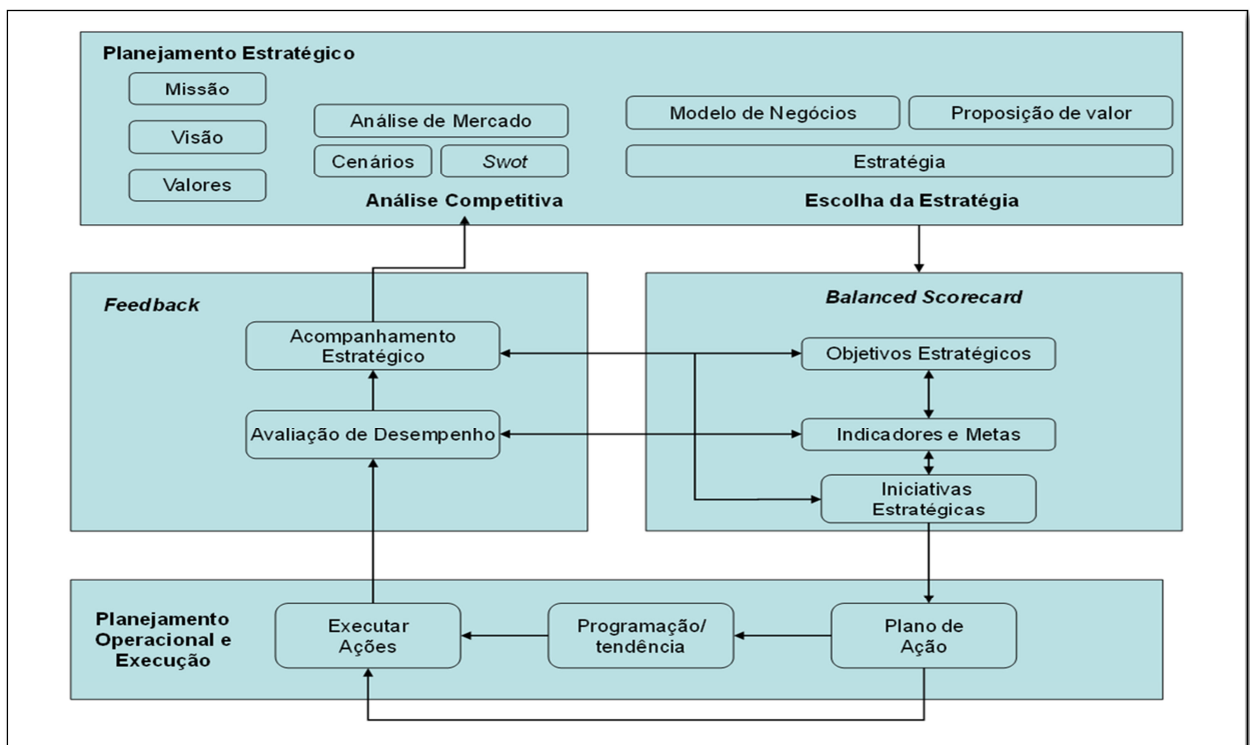 Planejamento Estratégico
Missão
Visão
Valores
Análise de Mercado
Cenários
Swot
Análise Competitiva
Modelo de Negócios
Proposição de valor
Estratégia
Escolha da Estratégia
Feedback
Acompanhamento
Estratégico
Avaliação de Desempenho
Balanced Scorecard
Objetivos Estratégicos
Indicadores e Metas
Iniciativas
Estratégicas
Planejamento
Operacional e
Execução
Executar
Ações
Programação/
tendência
Plano de
Ação